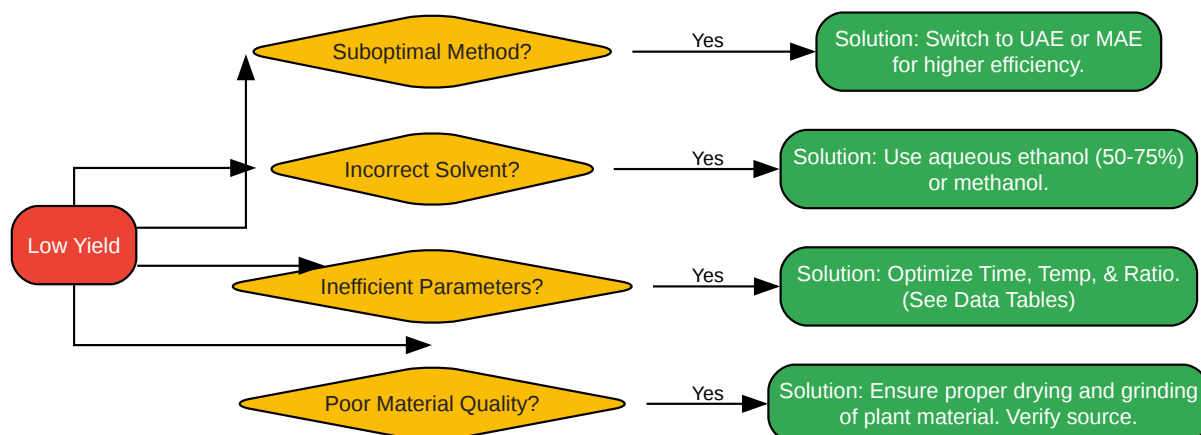 Suboptimal Method?
Yes
Solution: Switch to UAE or MAE
for higher efficiency.
Incorrect Solvent?
Yes
Solution: Use aqueous ethanol (50-75%)
or methanol.
Low Yield
Inefficient Parameters?
Yes
Solution: Optimize Time, Temp, & Ratio.
(See Data Tables)
Poor Material Quality?
Yes
Solution: Ensure proper drying and grinding
of plant material. Verify source.